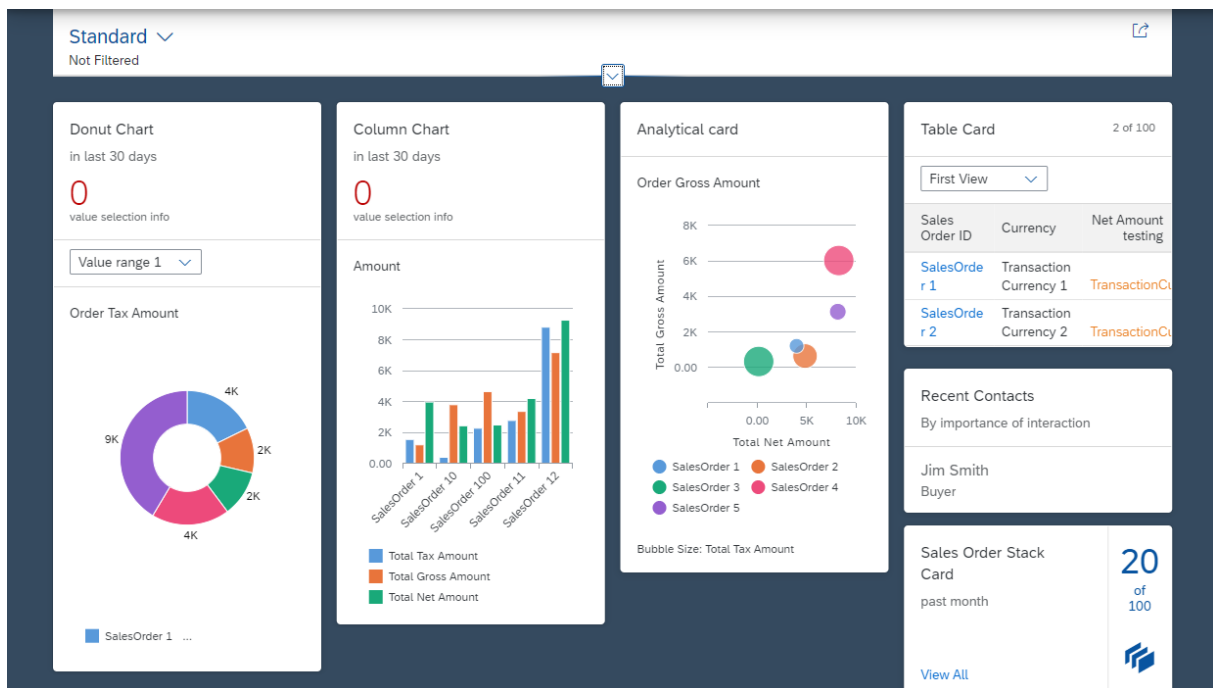 Standard
Not Filtered
Donut Chart
in last 30 days
0
value selection info
Value range 1
Order Tax Amount
4K
2K
2K
4K
9K
SalesOrder 1 ...
Column Chart
in last 30 days
0
value selection info
Amount
10K
8K
6K
4K
2K
0.00
SalesOrder 1
SalesOrder 10
SalesOrder 100
SalesOrder 11
SalesOrder 12
Total Tax Amount
Total Gross Amount
Total Net Amount
Analytical card
Order Gross Amount
Total Gross Amount
8K
6K
4K
2K
0.00
0.00 5K 10K
Total Net Amount
SalesOrder 1 SalesOrder 2
SalesOrder 3 SalesOrder 4
SalesOrder 5
Bubble Size: Total Tax Amount
Table Card 2 of 100
First View
Sales Net Amount
Order ID Currency testing
SalesOrde Transaction
r 1 Currency 1 TransactionCu
SalesOrde Transaction
r 2 Currency 2 TransactionCu
Recent Contacts
By importance of interaction
Jim Smith
Buyer
Sales Order Stack
Card
past month
View All
20
of
100